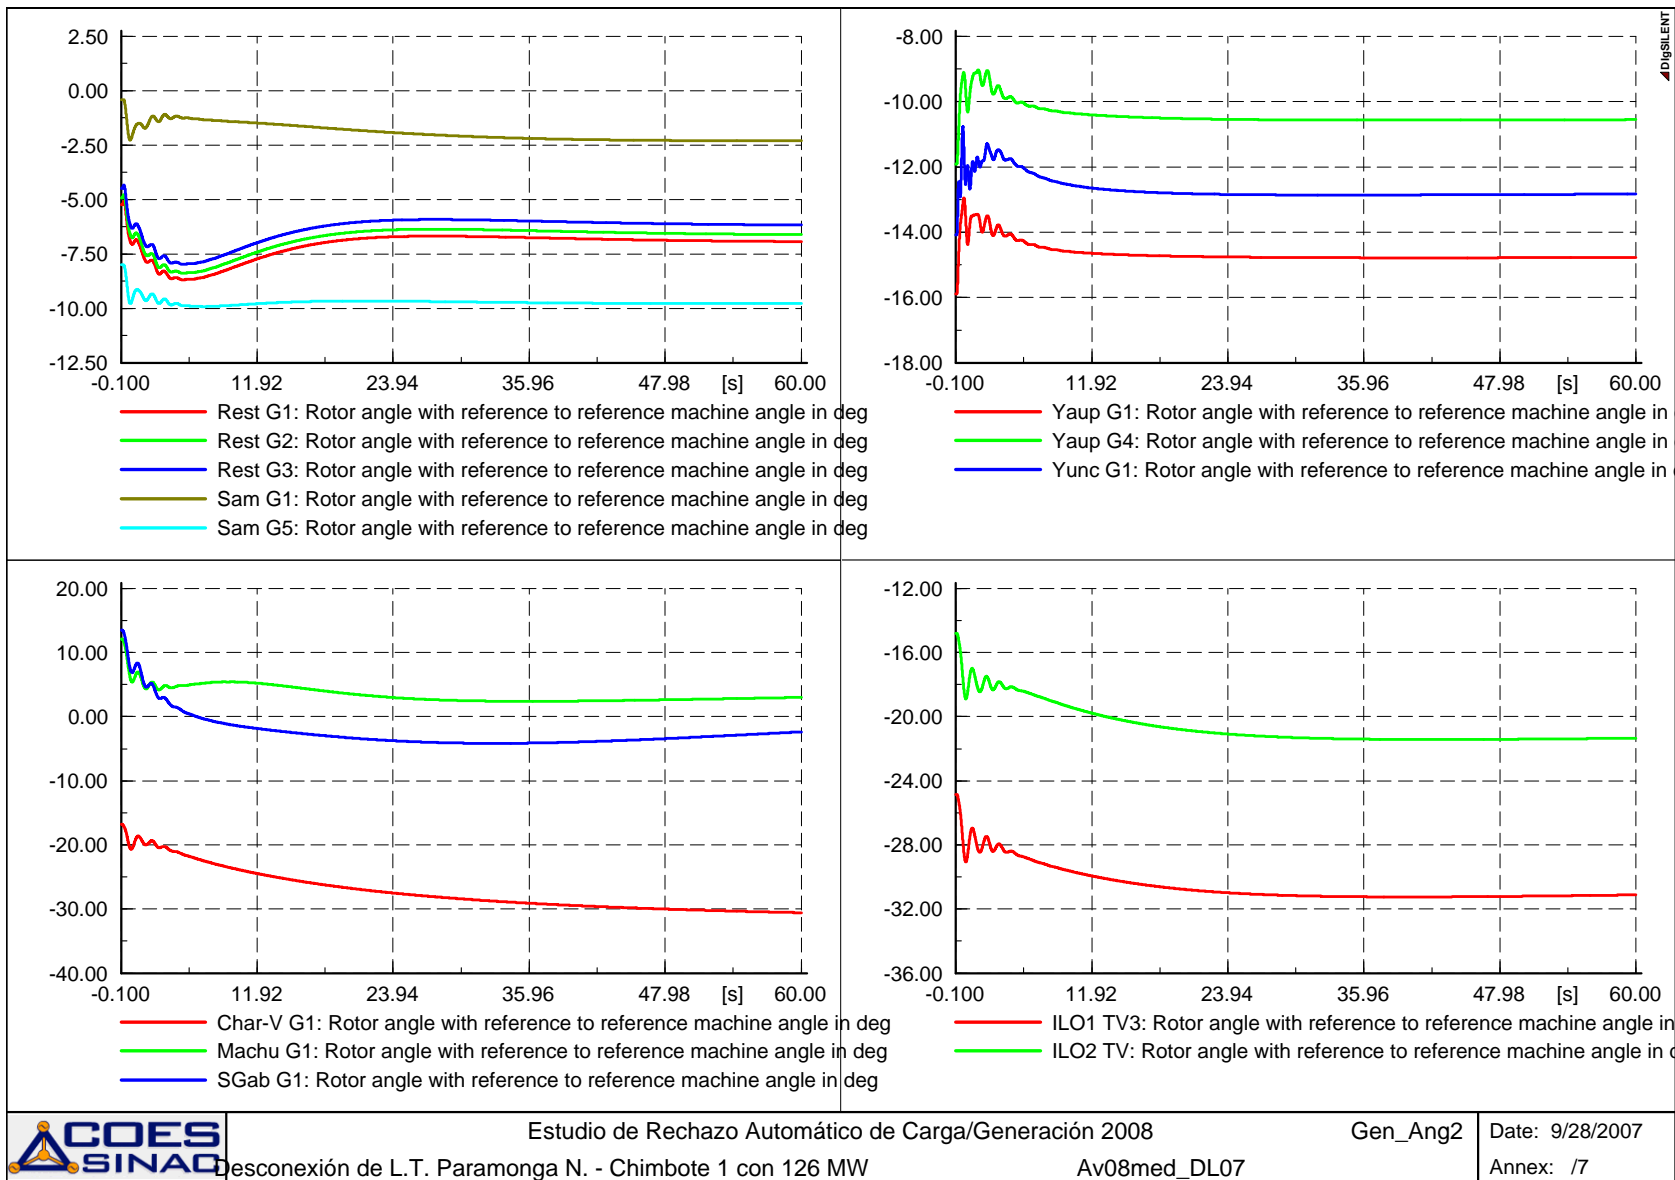 2.50
0.00
-2.50
-5.00
-7.50
-10.00
-12.50
-0.100 11.92 23.94 35.96 47.98 [s] 60.00
Rest G1: Rotor angle with reference to reference machine angle in deg
Rest G2: Rotor angle with reference to reference machine angle in deg
Rest G3: Rotor angle with reference to reference machine angle in deg
Sam G1: Rotor angle with reference to reference machine angle in deg
Sam G5: Rotor angle with reference to reference machine angle in deg
DIgSILENT
-8.00
-10.00
-12.00
-14.00
-16.00
-18.00
-0.100 11.92 23.94 35.96 47.98 [s] 60.00
Yaup G1: Rotor angle with reference to reference machine angle in
Yaup G4: Rotor angle with reference to reference machine angle in
Yunc G1: Rotor angle with reference to reference machine angle in
20.00
10.00
0.00
-10.00
-20.00
-30.00
-40.00
-0.100 11.92 23.94 35.96 47.98 [s] 60.00
Char-V G1: Rotor angle with reference to reference machine angle in deg
Machu G1: Rotor angle with reference to reference machine angle in deg
SGab G1: Rotor angle with reference to reference machine angle in deg
-12.00
-16.00
-20.00
-24.00
-28.00
-32.00
-36.00
-0.100 11.92 23.94 35.96 47.98 [s] 60.00
ILO1 TV3: Rotor angle with reference to reference machine angle in
ILO2 TV: Rotor angle with reference to reference machine angle in
COES
SINAC
Estudio de Rechazo Automático de Carga/Generación 2008 Gen_Ang2
Desconexión de L.T. Paramonga N. - Chimbote 1 con 126 MW Av08med_DL07
Date: 9/28/2007
Annex: /7